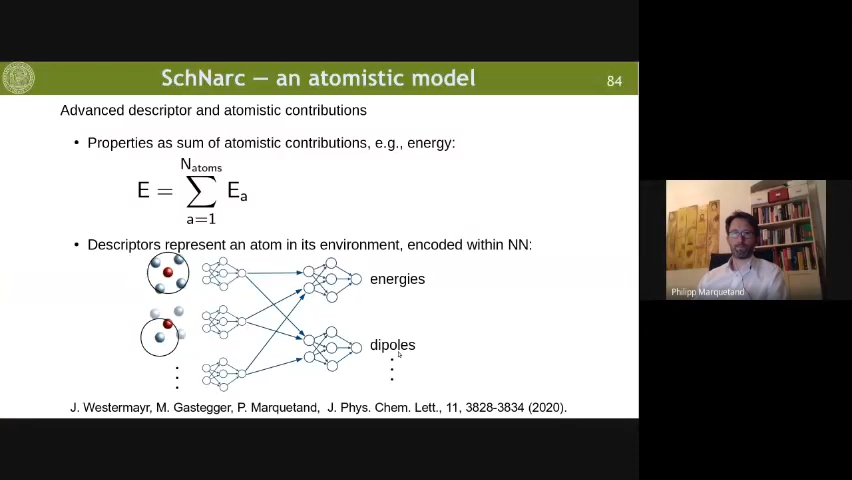 SchNarc — an atomistic model
84
Advanced descriptor and atomistic contributions
• Properties as sum of atomistic contributions, e.g., energy:
E = ∑_{a=1}^{N_atoms} E_a
• Descriptors represent an atom in its environment, encoded within NN:
energies
dipoles
J. Westermayr, M. Gastegger, P. Marquetand, J. Phys. Chem. Lett., 11, 3828-3834 (2020).
Philipp Marquetand